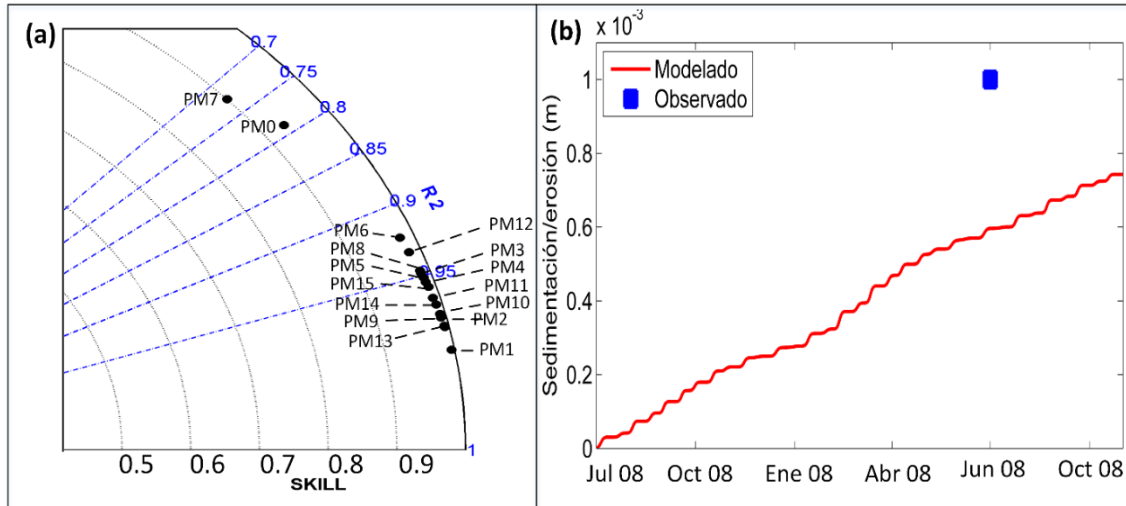 (a)
0.7
0.75
0.8
0.85
R2
0.9
0.95
1
PM7
PM0
PM6
PM12
PM8
PM3
PM5
PM4
PM15
PM11
PM14
PM10
PM9
PM2
PM13
PM1
0.5 0.6 0.7 0.8 0.9
SKILL
(b)
x 10⁻³
Modelado
Observado
Sedimentación/erosión (m)
1
0.8
0.6
0.4
0.2
0
Jul 08 Oct 08 Ene 08 Abr 08 Jun 08 Oct 08